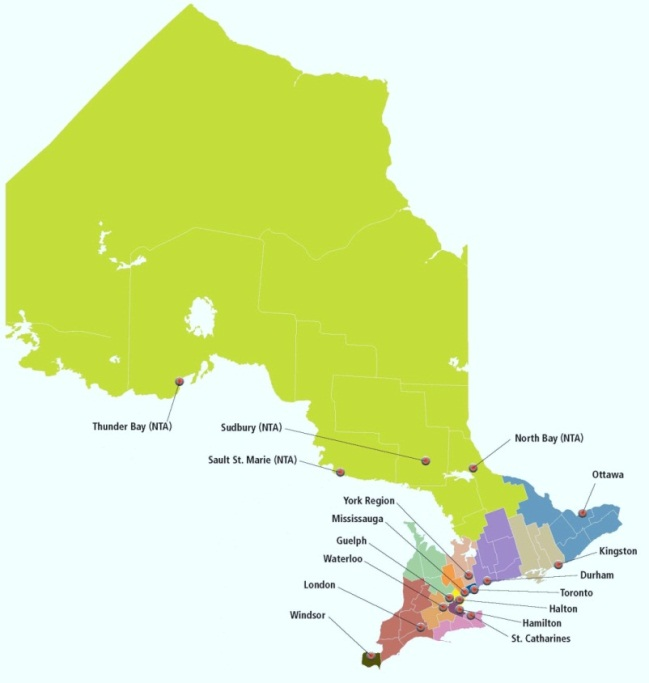 Thunder Bay (NTA)
Sudbury (NTA)
North Bay (NTA)
Sault St. Marie (NTA)
Ottawa
York Region
Mississauga
Guelph
Kingston
Waterloo
Durham
London
Toronto
Halton
Windsor
Hamilton
St. Catharines